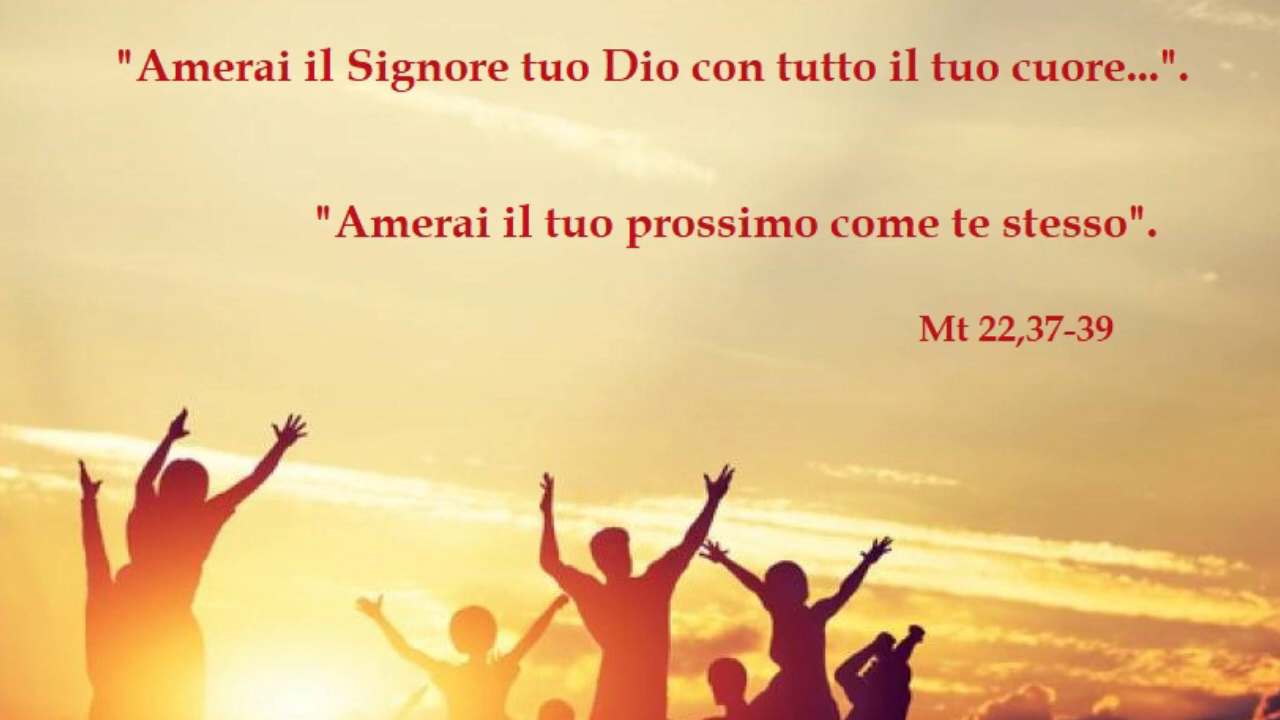 "Amerai il Signore tuo Dio con tutto il tuo cuore...".
"Amerai il tuo prossimo come te stesso".
Mt 22,37-39